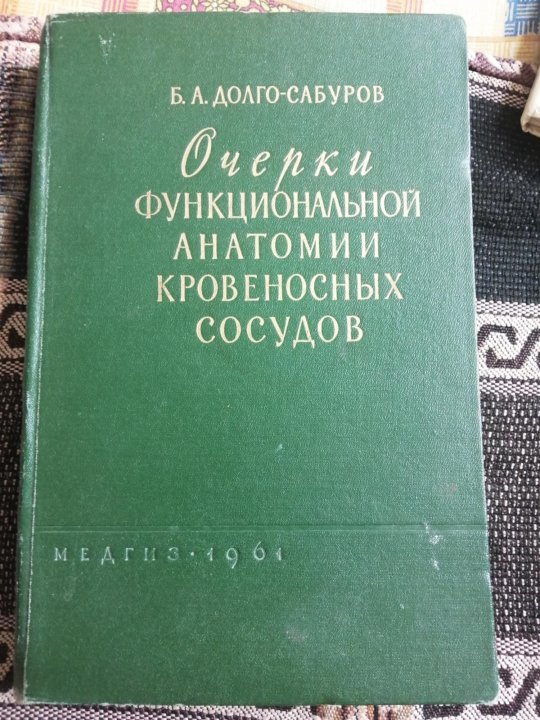 Б. А. ДОЛГО-САБУРОВ
Очерки
ФУНКЦИОНАЛЬНОЙ
АНАТОМИИ
КРОВЕНОСНЫХ
СОСУДОВ
МЕДГИЗ • 1961